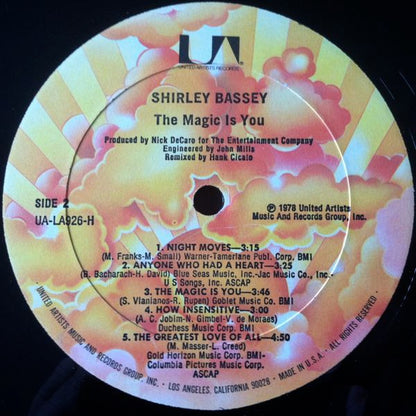 UA
UNITED ARTISTS RECORDS
SHIRLEY BASSEY
The Magic Is You
Produced by Nick DeCaro for The Entertainment Company
Engineered by John Mills
Remixed by Hank Cicalo
SIDE 2
UA-LA926-H
℗ 1978 United Artists
Music And Records Group, Inc.
1. NIGHT MOVES—3:15
(M. Franks-M. Small) Warner-Tamerlane Publ. Corp. BMI
2. ANYONE WHO HAD A HEART—3:25
(B. Bacharach-H. David) Blue Seas Music, Inc.-Jac Music Co., Inc.-
U S Songs, Inc. ASCAP
3. THE MAGIC IS YOU—3:46
(S. Vlanianos-R. Rupen) Goblet Music Co. BMI
4. HOW INSENSITIVE—3:00
(A. C. Jobim-N. Gimbel-V. de Moraes)
Duchess Music Corp. BMI
5. THE GREATEST LOVE OF ALL—4:50
(M. Masser-L. Creed)
Gold Horizon Music Corp. BMI-
Columbia Pictures Music Corp.
ASCAP
UNITED ARTISTS MUSIC AND RECORDS GROUP, INC. • LOS ANGELES, CALIFORNIA 90028 • MADE IN U.S.A. • ALL RIGHTS RESERVED.